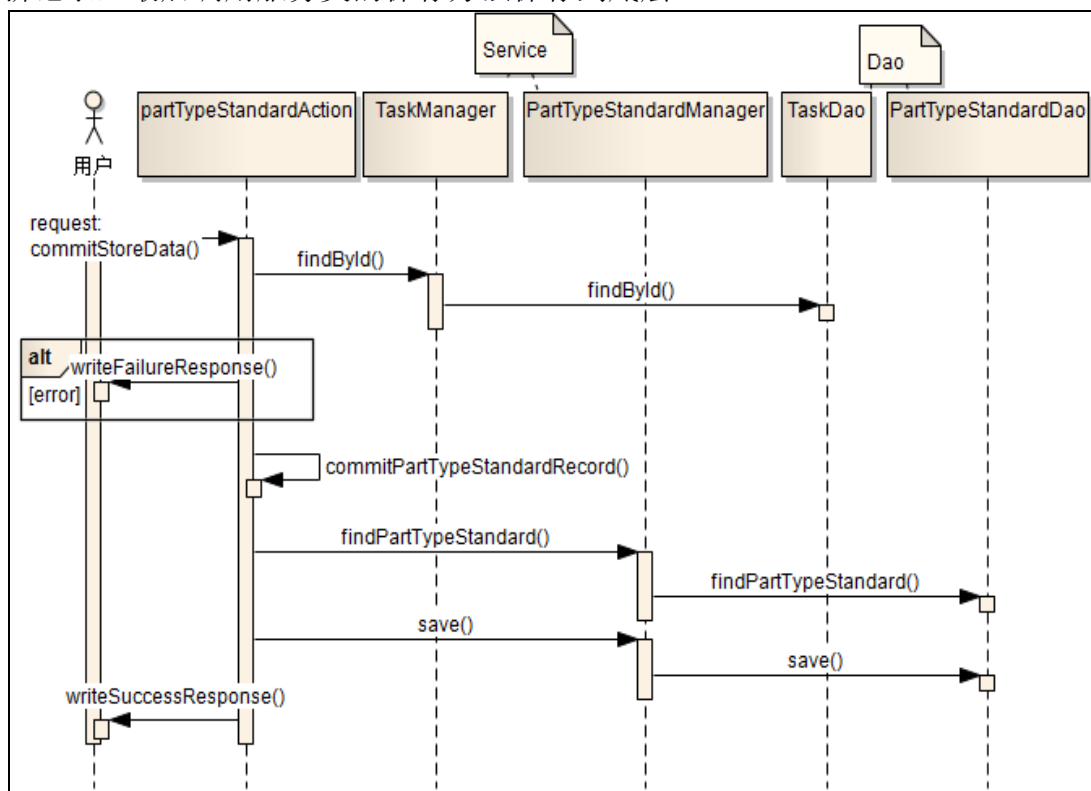 Service
Dao
partTypeStandardAction
TaskManager
PartTypeStandardManager
TaskDao
PartTypeStandardDao
用户
request:
commitStoreData()
findById()
findById()
alt
writeFailureResponse()
[error]
commitPartTypeStandardRecord()
findPartTypeStandard()
findPartTypeStandard()
save()
save()
writeSuccessResponse()